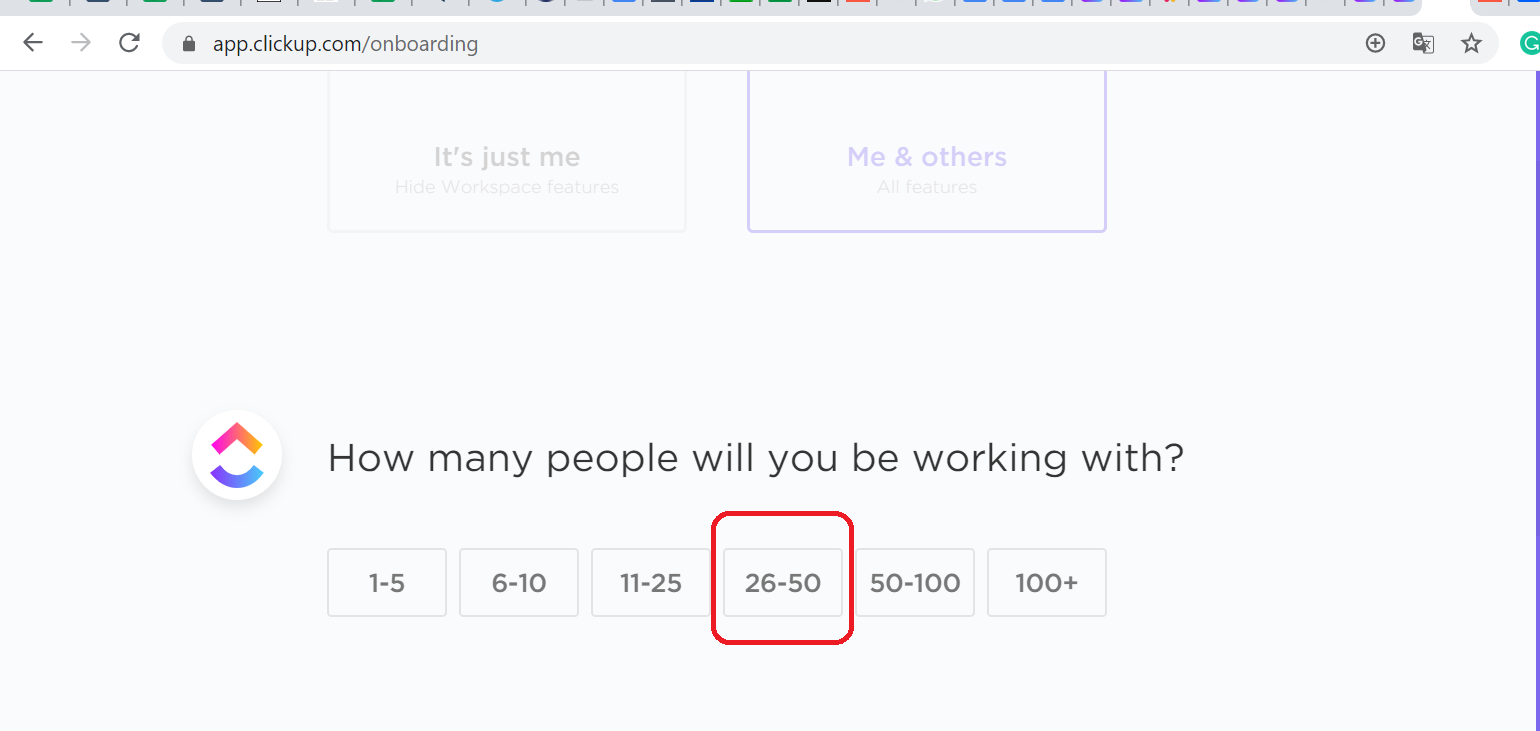 app.clickup.com/onboarding
It's just me
Hide Workspace features
Me & others
All features
How many people will you be working with?
1-5
6-10
11-25
26-50
50-100
100+